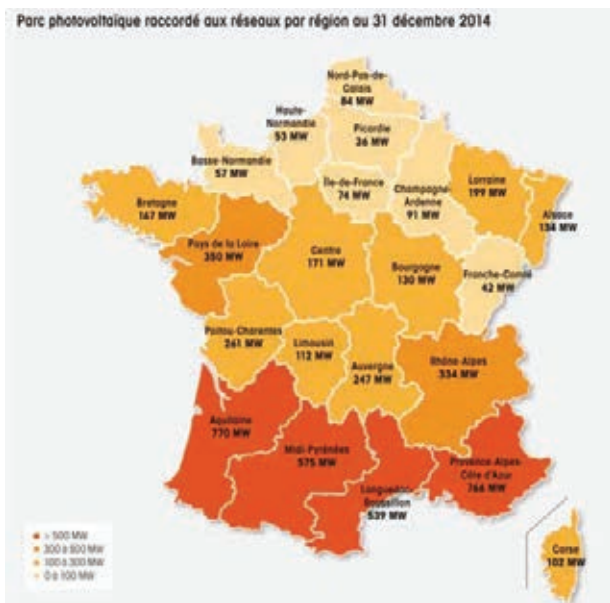 Parc photovoltaïque raccordé aux réseaux par région au 31 décembre 2014
Nord-Pas-de-
Calais
84 MW
Haute-
Normandie
53 MW
Picardie
36 MW
Basse-Normandie
57 MW
Île-de-France
74 MW
Champagne-
Ardenne
91 MW
Lorraine
199 MW
Alsace
154 MW
Bretagne
167 MW
Pays de la Loire
350 MW
Centre
171 MW
Bourgogne
130 MW
Franche-Comté
42 MW
Poitou-Charentes
261 MW
Limousin
112 MW
Auvergne
247 MW
Rhône-Alpes
554 MW
Aquitaine
770 MW
Midi-Pyrénées
575 MW
Languedoc-
Roussillon
539 MW
Provence-Alpes-
Côte d'Azur
766 MW
Corse
102 MW
> 500 MW
300 à 500 MW
100 à 300 MW
0 à 100 MW